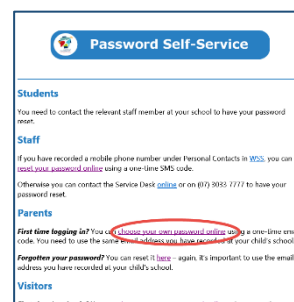 Password Self-Service
Students
You need to contact the relevant staff member at your school to have your password
reset.
Staff
If you have recorded a mobile phone number under Personal Contacts in WSS, you can
reset your password online using a one-time SMS code.
Otherwise you can contact the Service Desk online or on (07) 3033 7777 to have your
password reset.
Parents
First time logging in? You can choose your own password online using a one-time em
code. You need to use the same email address you have recorded at your child's school.
Forgotten your password? You can reset it here – again, it's important to use the email
address you have recorded at your child's school.
Visitors